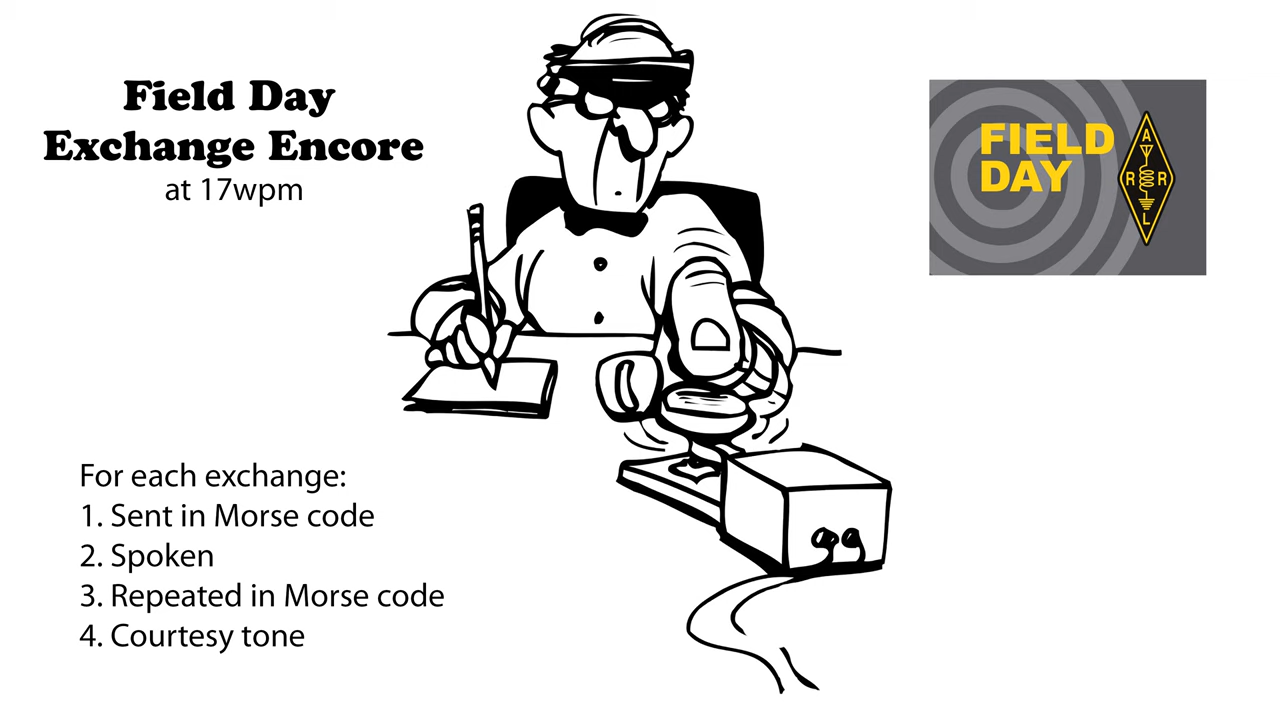 Field Day
Exchange Encore
at 17wpm
FIELD
DAY
A
R R
L
For each exchange:
1. Sent in Morse code
2. Spoken
3. Repeated in Morse code
4. Courtesy tone